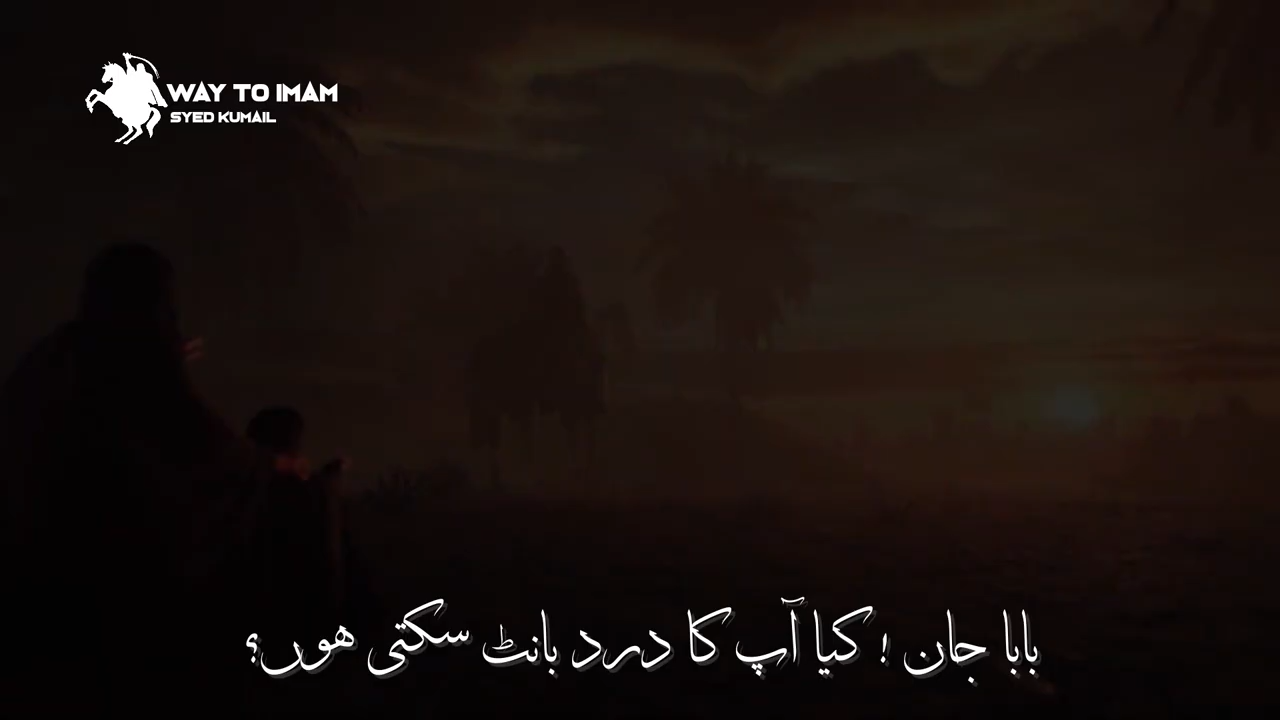 WAY TO IMAM
SYED KUMAIL
بابا جان ! کیا آپ کا درد بانٹ سکتی ہوں؟